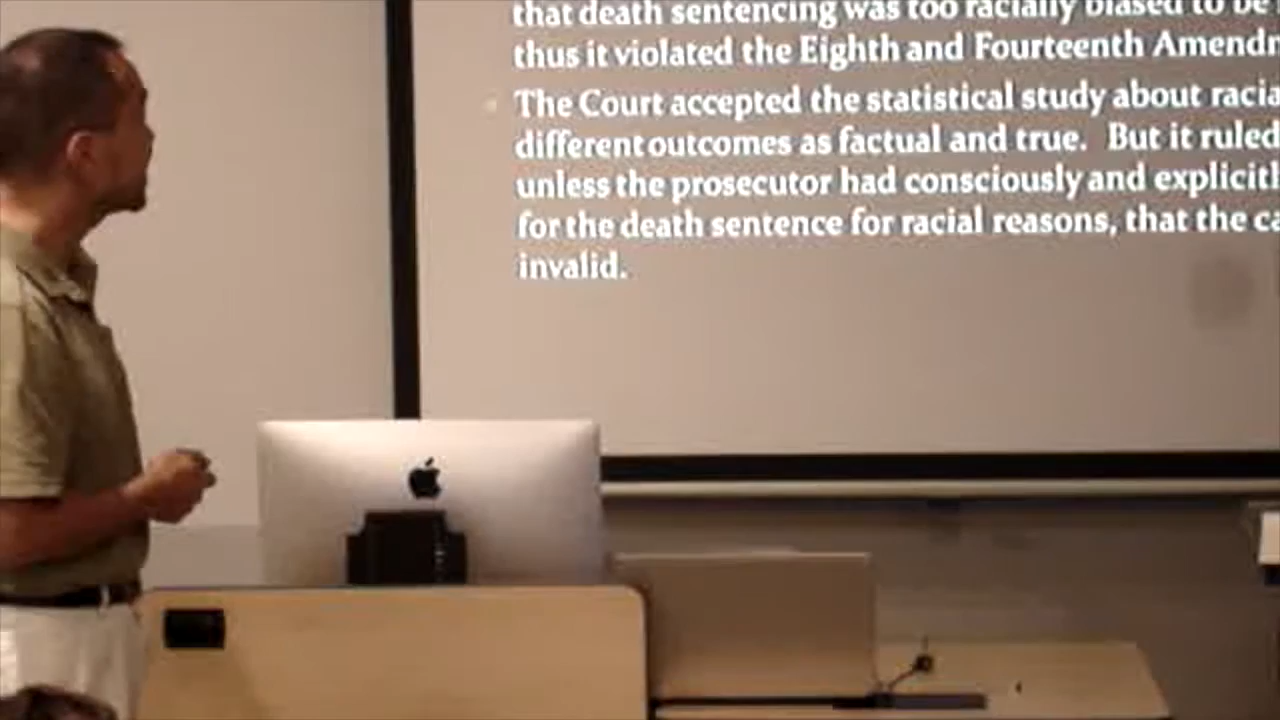 that death sentencing was too racially biased to be
thus it violated the Eighth and Fourteenth Amendm
The Court accepted the statistical study about racia
different outcomes as factual and true. But it ruled
unless the prosecutor had consciously and explicitl
for the death sentence for racial reasons, that the ca
invalid.